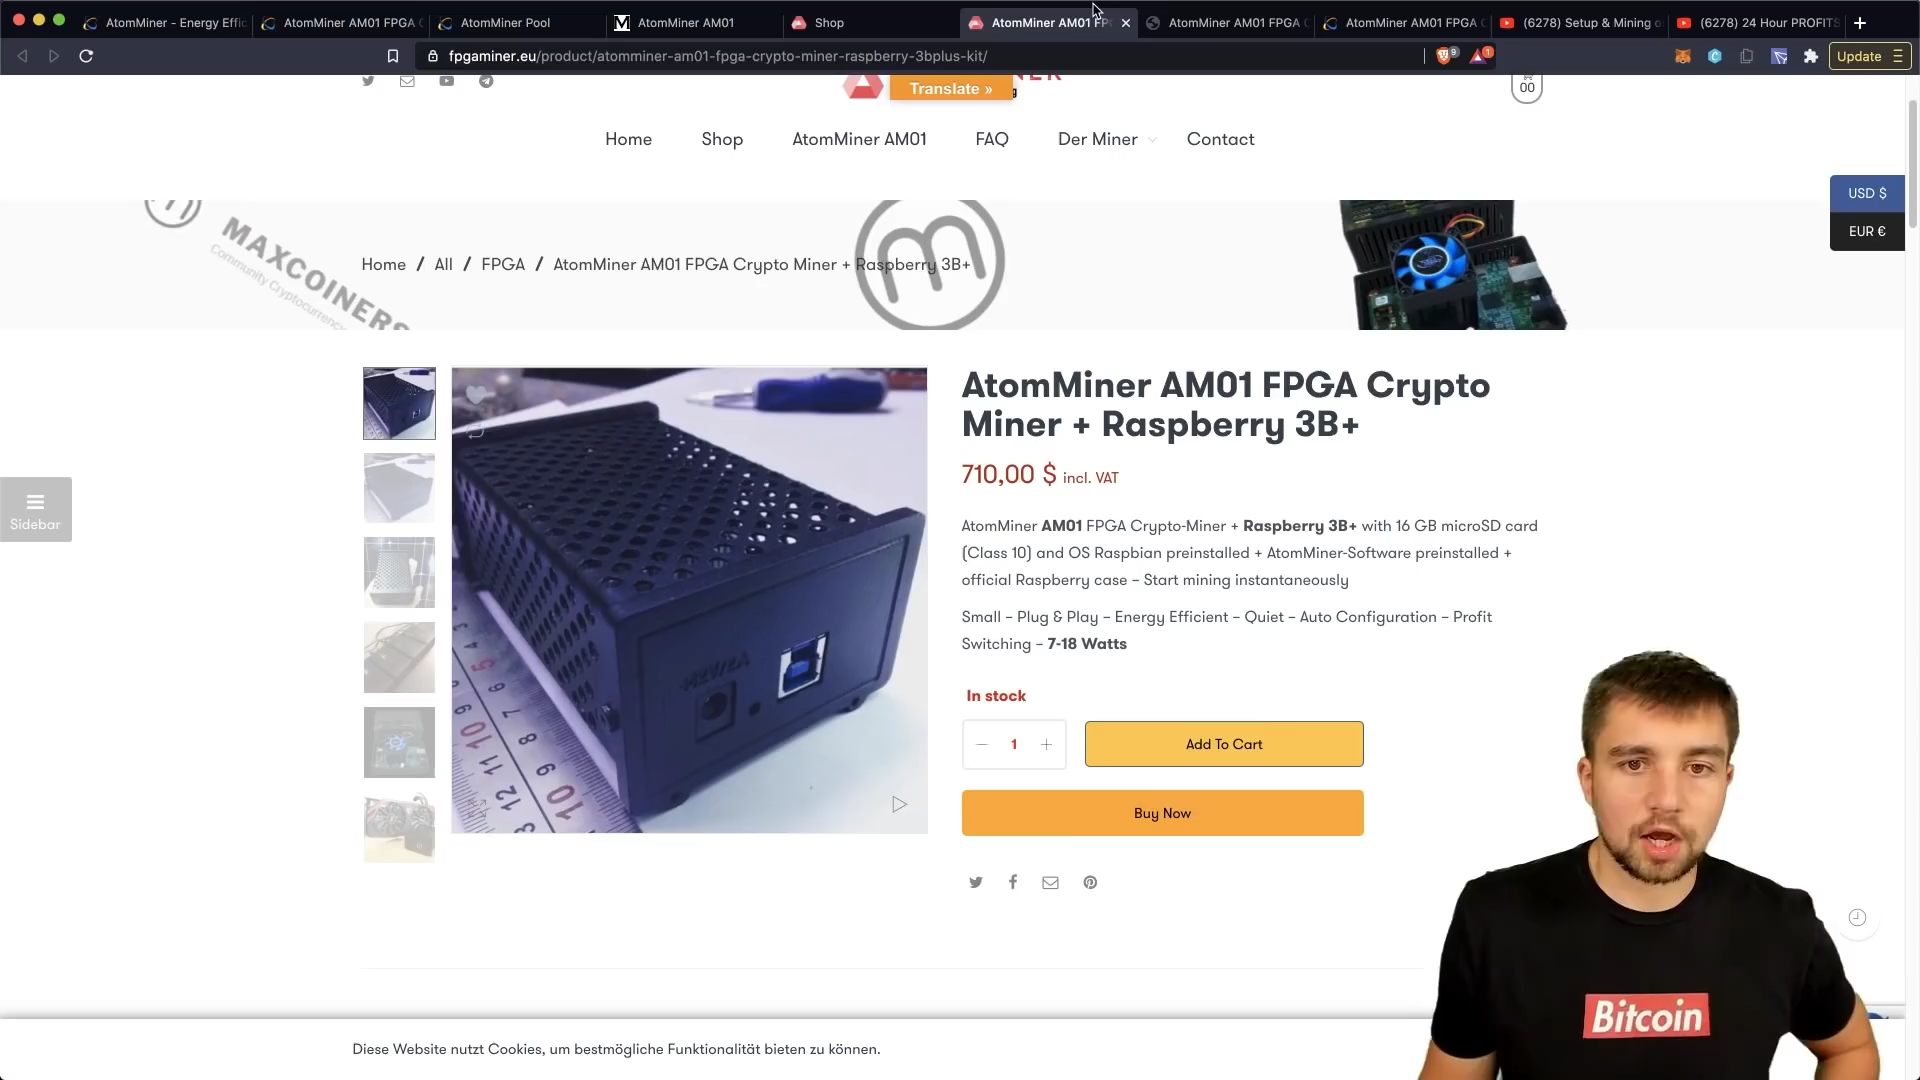 AtomMiner - Energy Effic
AtomMiner AM01 FPGA C
AtomMiner Pool
AtomMiner AM01
Shop
AtomMiner AM01 FPG
AtomMiner AM01 FPGA C
AtomMiner AM01 FPGA C
(6278) Setup & Mining o
(6278) 24 Hour PROFITS
fpgaminer.eu/product/atomminer-am01-fpga-crypto-miner-raspberry-3bplus-kit/
9
1
Update
Translate »
00
Home
Shop
AtomMiner AM01
FAQ
Der Miner
Contact
USD $
EUR €
MAXCOINERS
Community Cryptocurrency
Home / All / FPGA / AtomMiner AM01 FPGA Crypto Miner + Raspberry 3B+
AtomMiner AM01 FPGA Crypto
Miner + Raspberry 3B+
710,00 $ incl. VAT
AtomMiner AM01 FPGA Crypto-Miner + Raspberry 3B+ with 16 GB microSD card
(Class 10) and OS Raspbian preinstalled + AtomMiner-Software preinstalled +
official Raspberry case – Start mining instantaneously
Small – Plug & Play – Energy Efficient – Quiet – Auto Configuration – Profit
Switching – 7-18 Watts
Sidebar
In stock
1
Add To Cart
Buy Now
Bitcoin
Diese Website nutzt Cookies, um bestmögliche Funktionalität bieten zu können.